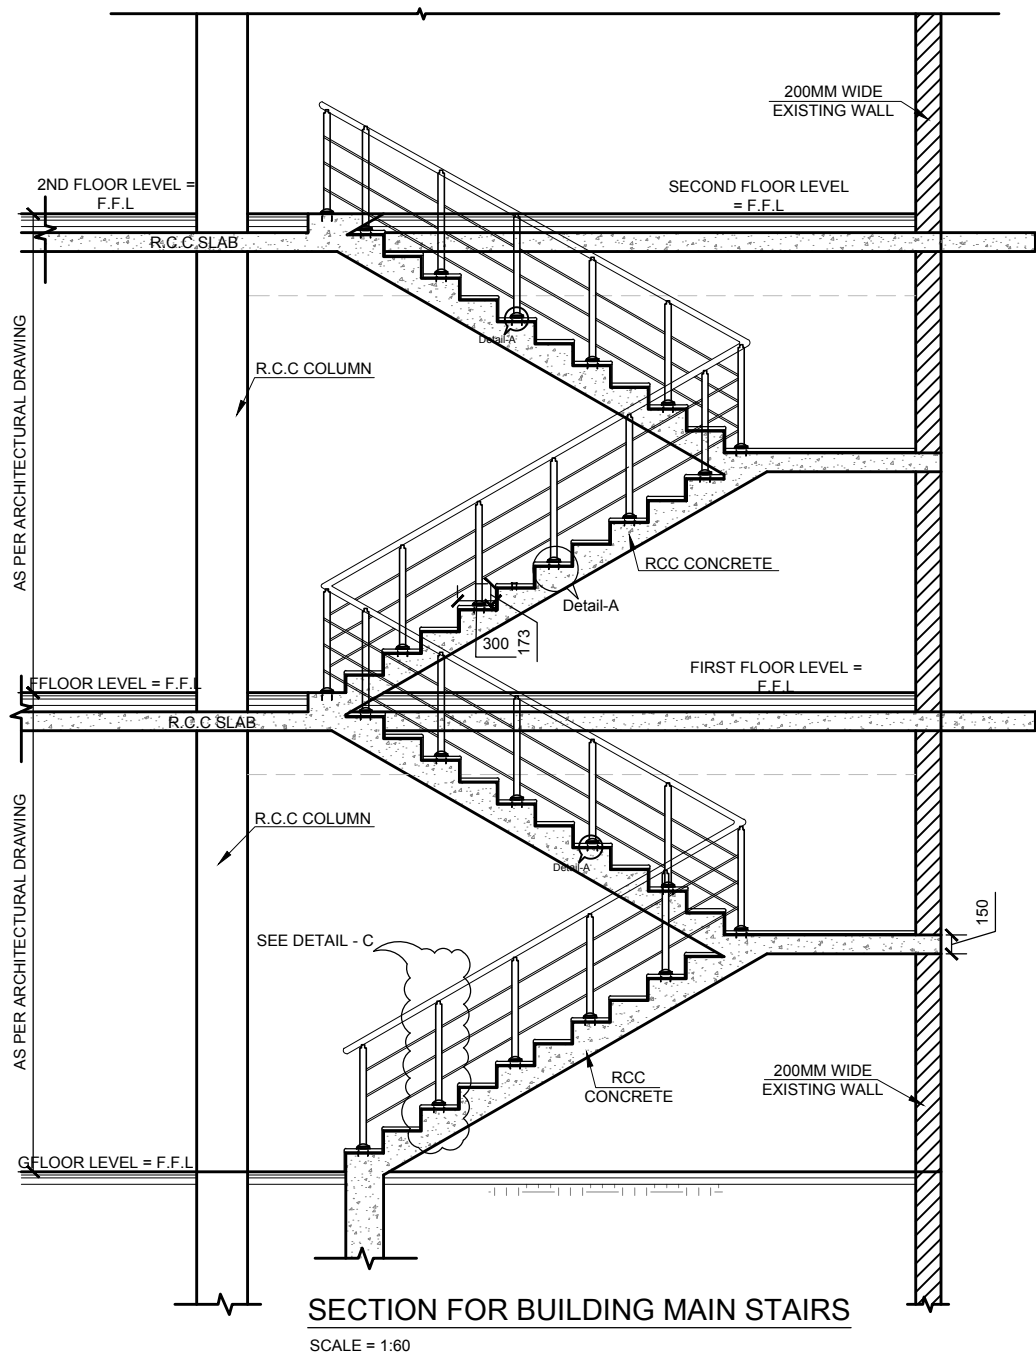 200MM WIDE
EXISTING WALL
2ND FLOOR LEVEL =
F.F.L
SECOND FLOOR LEVEL
= F.F.L
R.C.C SLAB
Detail-A
R.C.C COLUMN
AS PER ARCHITECTURAL DRAWING
RCC CONCRETE
Detail-A
300
173
FFLOOR LEVEL = F.F.L
FIRST FLOOR LEVEL =
F.F.L
R.C.C SLAB
R.C.C COLUMN
Detail-A
AS PER ARCHITECTURAL DRAWING
150
SEE DETAIL - C
RCC
CONCRETE
200MM WIDE
EXISTING WALL
GFLOOR LEVEL = F.F.L
SECTION FOR BUILDING MAIN STAIRS
SCALE = 1:60